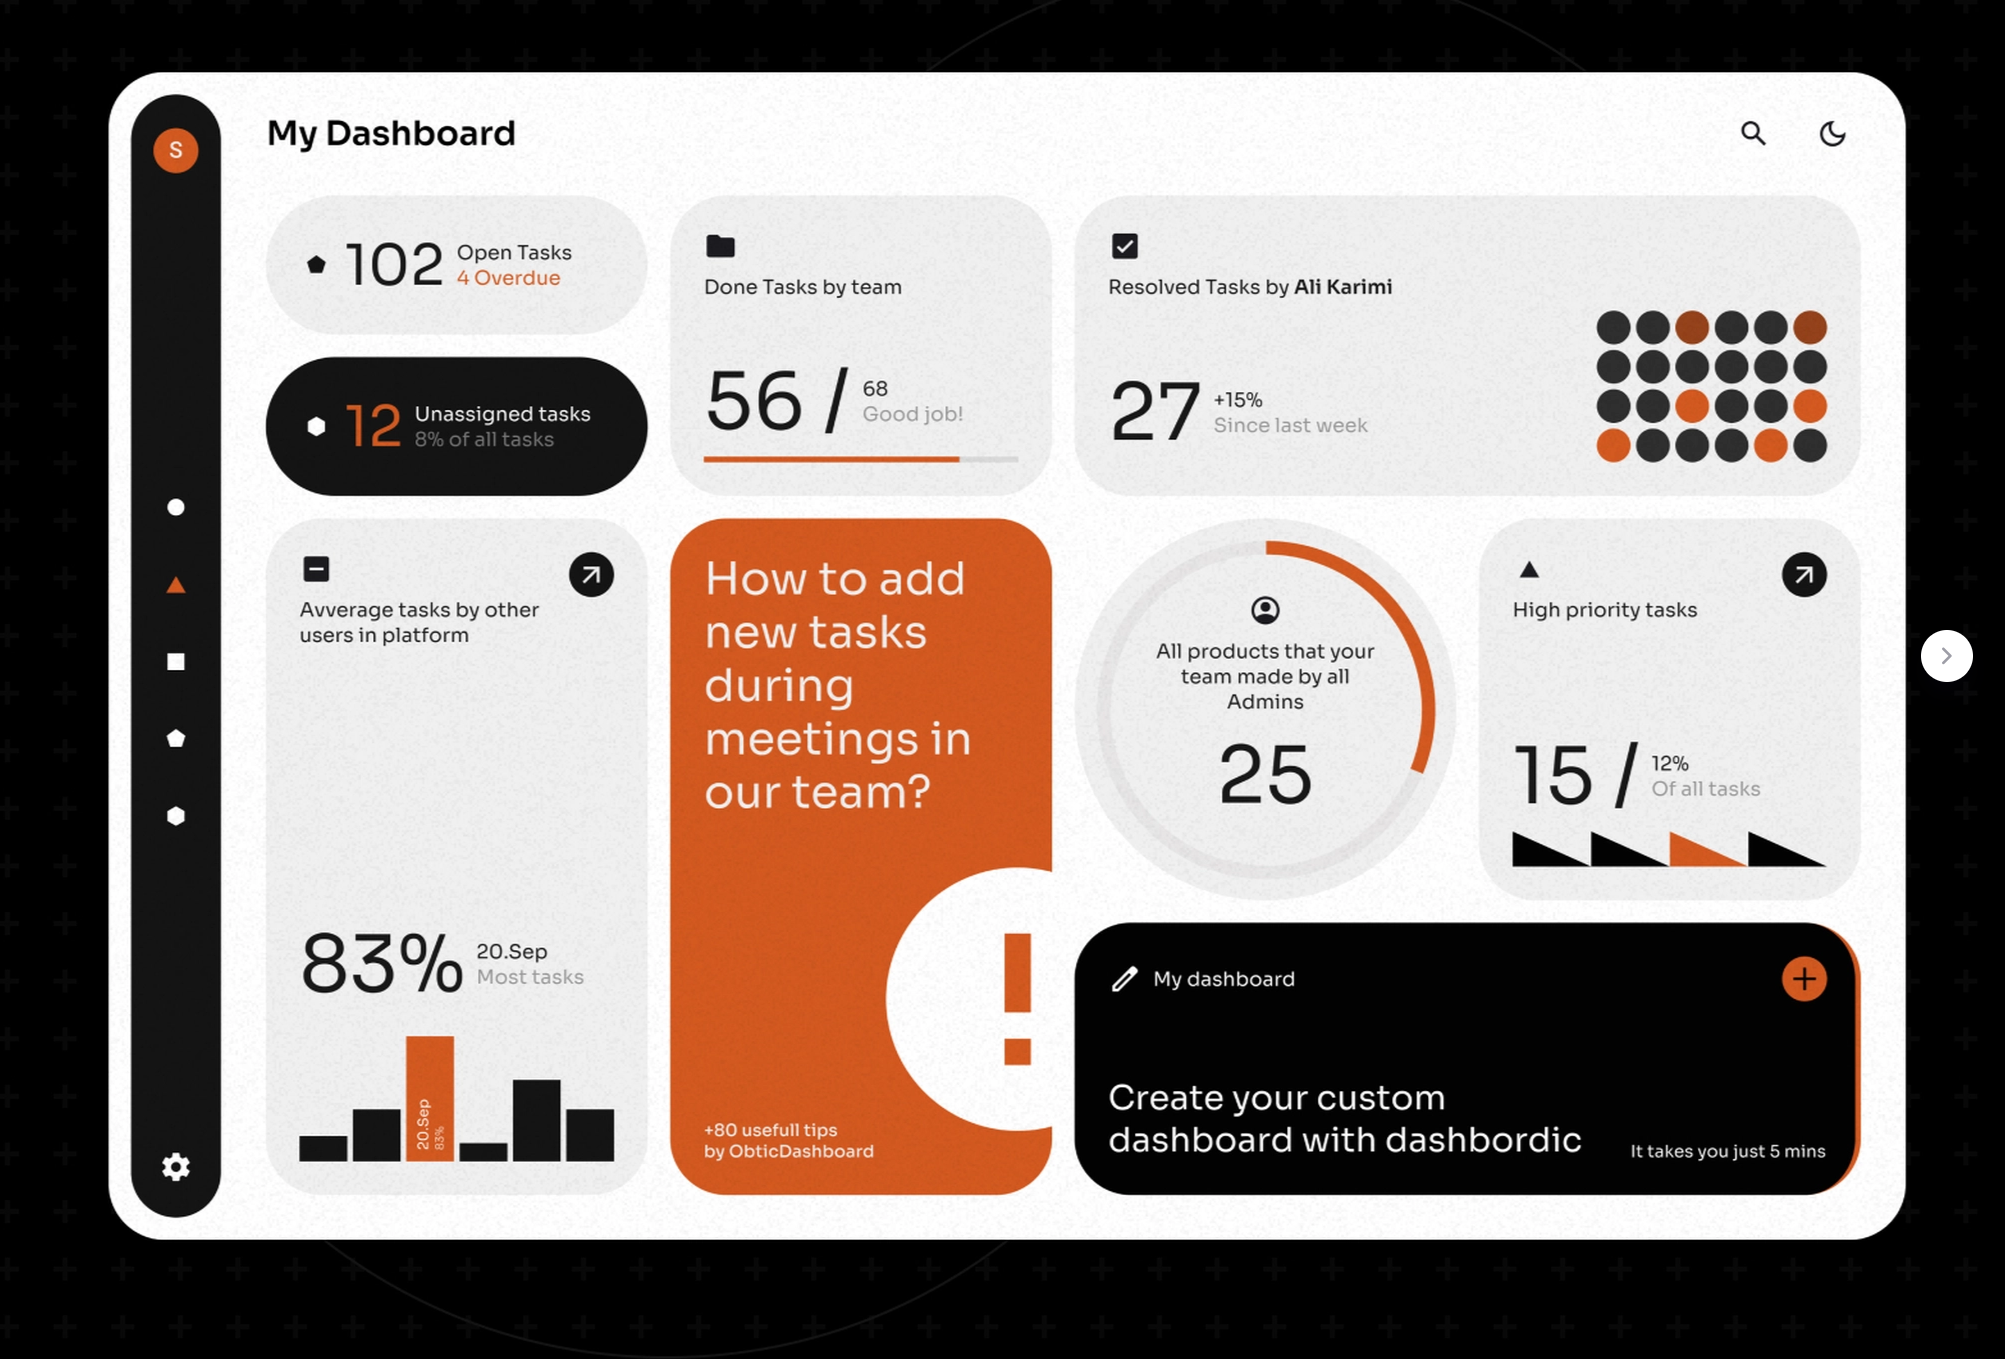 S
My Dashboard
102
Open Tasks
4 Overdue
12
Unassigned tasks
8% of all tasks
Done Tasks by team
56 /
68
Good job!
Resolved Tasks by Ali Karimi
27
+15%
Since last week
Avverage tasks by other
users in platform
83%
20.Sep
Most tasks
20.Sep
83%
How to add
new tasks
during
meetings in
our team?
!
+80 usefull tips
by ObticDashboard
All products that your
team made by all
Admins
25
High priority tasks
15 /
12%
Of all tasks
My dashboard
Create your custom
dashboard with dashbordic
It takes you just 5 mins